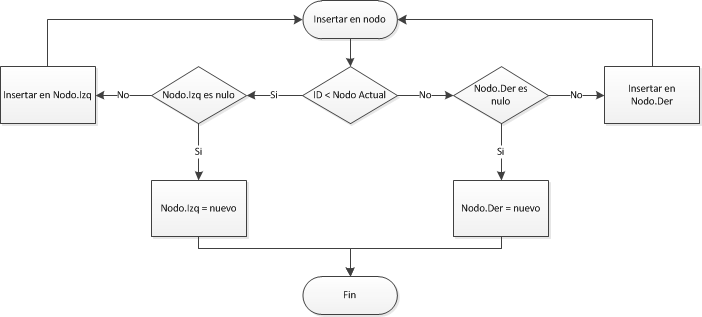 Insertar en nodo
Insertar en Nodo.Izq
No
Nodo.Izq es nulo
Si
ID < Nodo Actual
No
Nodo.Der es
nulo
No
Insertar en
Nodo.Der
Si
Si
Nodo.Izq = nuevo
Nodo.Der = nuevo
Fin